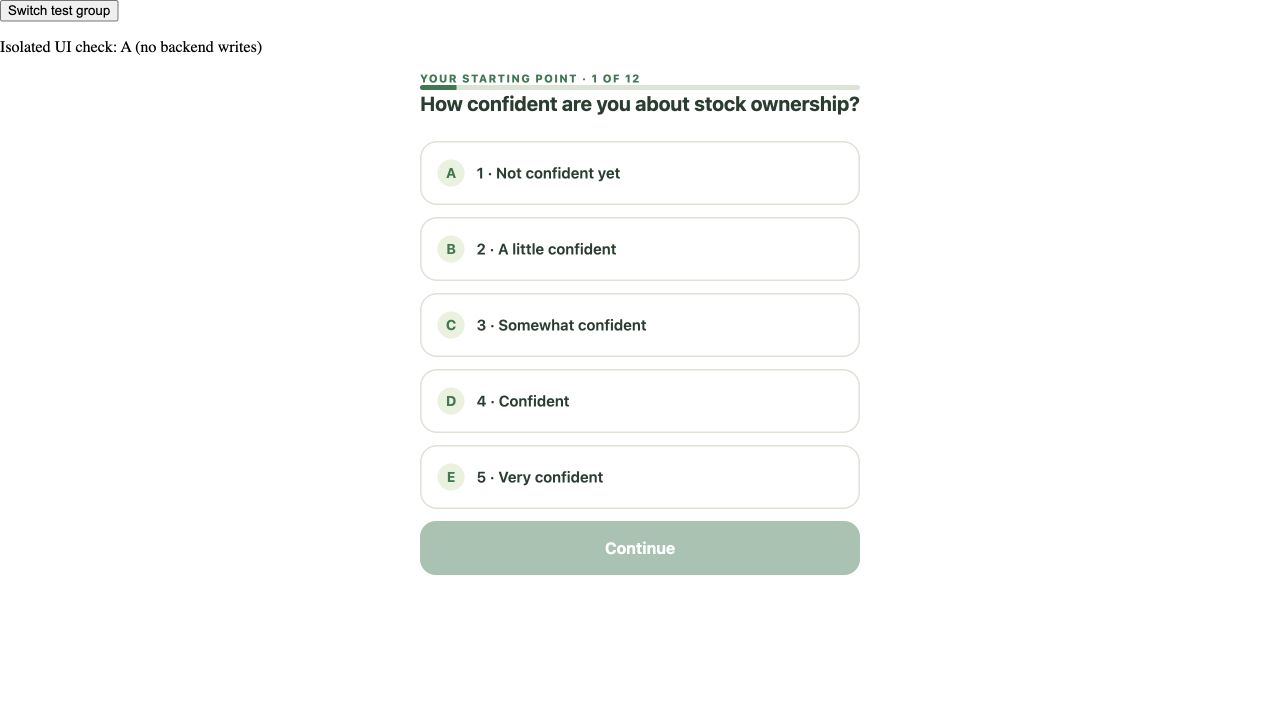 Switch test group
Isolated UI check: A (no backend writes)
YOUR STARTING POINT · 1 OF 12
How confident are you about stock ownership?
A 1 · Not confident yet
B 2 · A little confident
C 3 · Somewhat confident
D 4 · Confident
E 5 · Very confident
Continue